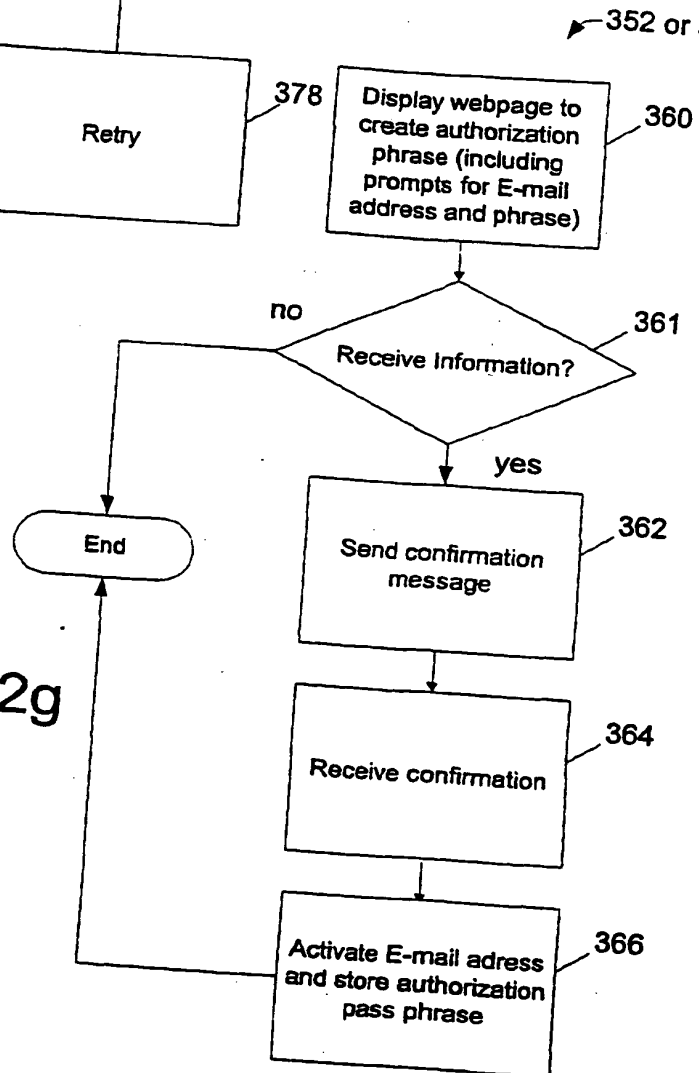 352 or
Retry
378
Display webpage to
create authorization
phrase (including
prompts for E-mail
address and phrase)
360
no
Receive Information?
361
yes
End
Send confirmation
message
362
2g
Receive confirmation
364
Activate E-mail adress
and store authorization
pass phrase
366